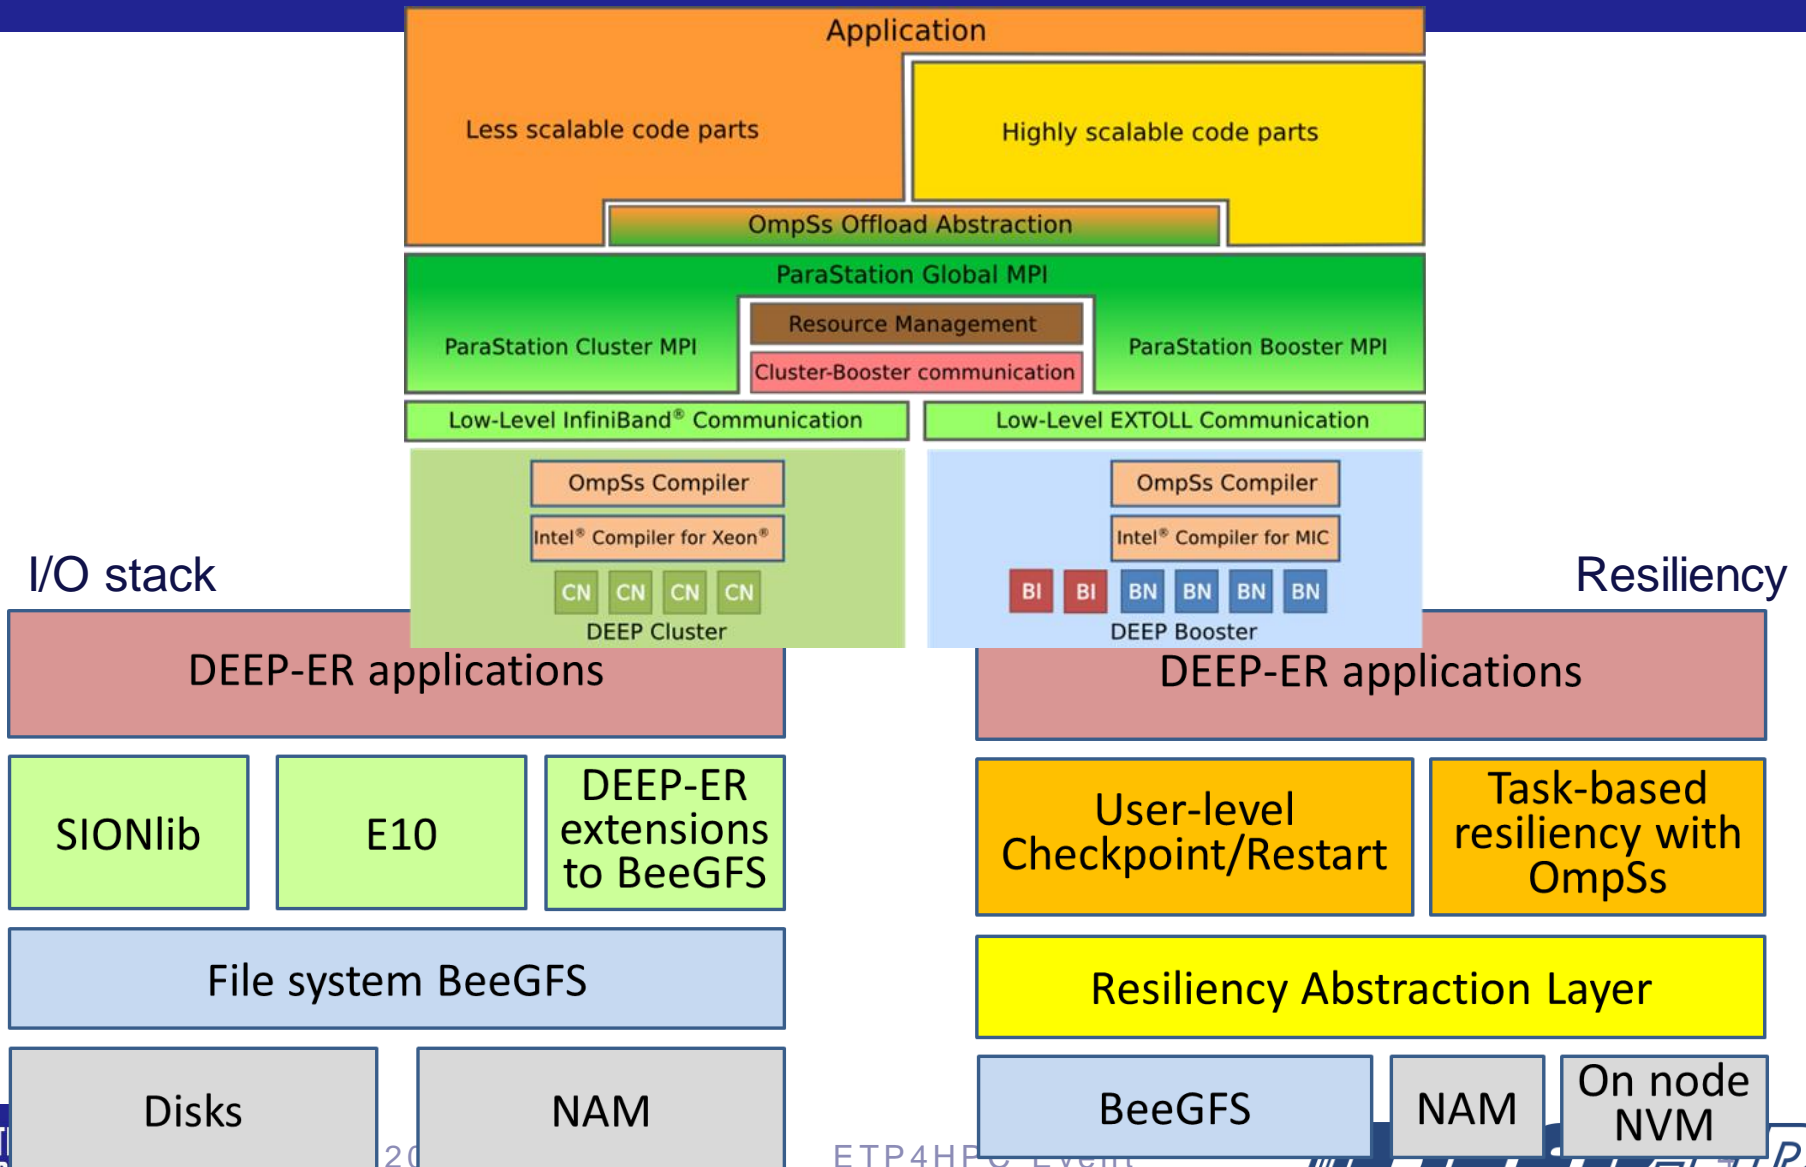 Application
Less scalable code parts
Highly scalable code parts
OmpSs Offload Abstraction
ParaStation Global MPI
Resource Management
ParaStation Cluster MPI
ParaStation Booster MPI
Cluster-Booster communication
Low-Level InfiniBand® Communication
Low-Level EXTOLL Communication
OmpSs Compiler
OmpSs Compiler
Intel® Compiler for Xeon®
Intel® Compiler for MIC
CN CN CN CN
BI BI BN BN BN BN
DEEP Cluster
DEEP Booster
I/O stack
DEEP-ER applications
SIONlib
E10
DEEP-ER
extensions
to BeeGFS
File system BeeGFS
Disks
NAM
Resiliency
DEEP-ER applications
User-level
Checkpoint/Restart
Task-based
resiliency with
OmpSs
Resiliency Abstraction Layer
BeeGFS
NAM
On node
NVM
ETP4HPC Event